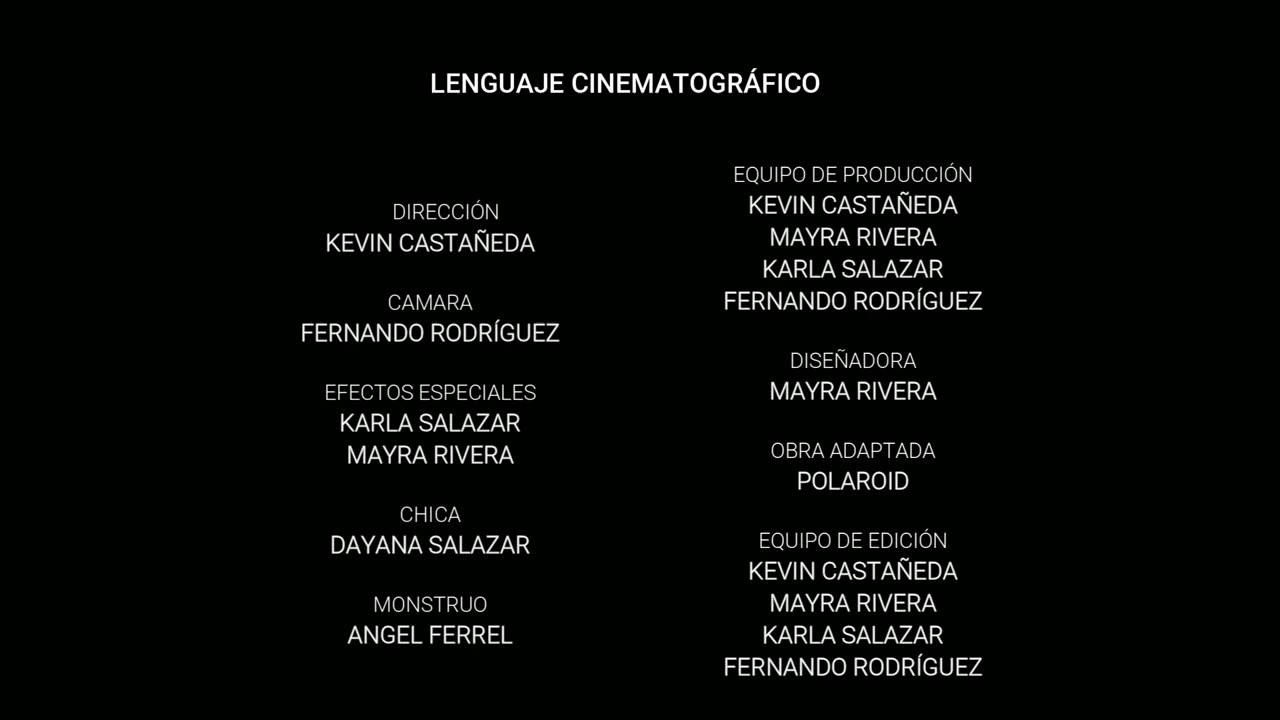 LENGUAJE CINEMATOGRÁFICO
DIRECCIÓN
KEVIN CASTAÑEDA
CAMARA
FERNANDO RODRÍGUEZ
EFECTOS ESPECIALES
KARLA SALAZAR
MAYRA RIVERA
CHICA
DAYANA SALAZAR
MONSTRUO
ANGEL FERREL
EQUIPO DE PRODUCCIÓN
KEVIN CASTAÑEDA
MAYRA RIVERA
KARLA SALAZAR
FERNANDO RODRÍGUEZ
DISEÑADORA
MAYRA RIVERA
OBRA ADAPTADA
POLAROID
EQUIPO DE EDICIÓN
KEVIN CASTAÑEDA
MAYRA RIVERA
KARLA SALAZAR
FERNANDO RODRÍGUEZ